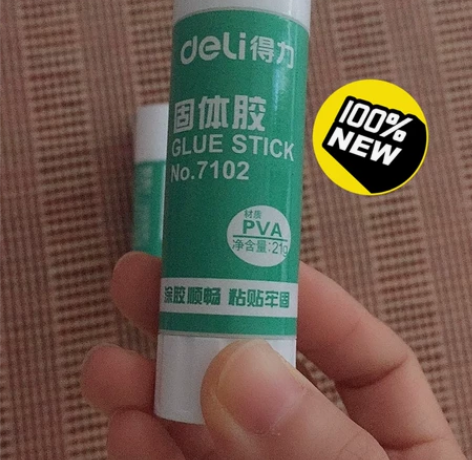 deli得力
固体胶
GLUE STICK
No.7102
材质
PVA
净含量:21g
涂胶顺畅 粘贴牢固
100%
NEW